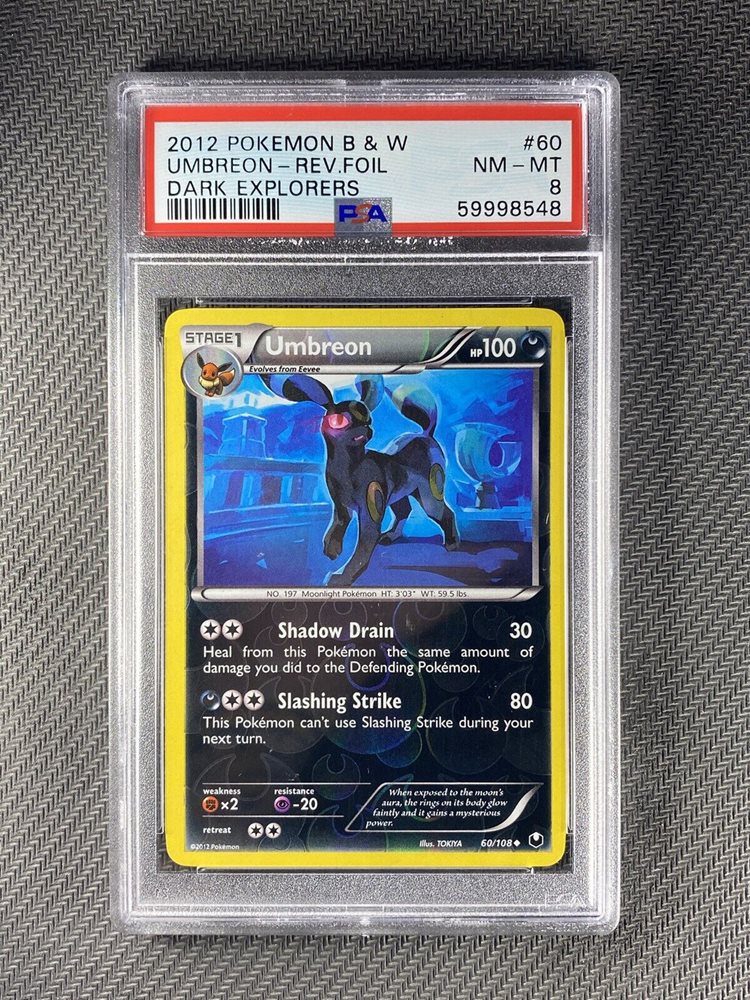 2012 POKEMON B & W #60
UMBREON - REV.FOIL NM - MT
DARK EXPLORERS 8
PSA 59998548
STAGE1 Umbreon HP100
Evolves from Eevee
NO. 197 Moonlight Pokémon HT: 3'03" WT: 59.5 lbs.
Shadow Drain 30
Heal from this Pokémon the same amount of
damage you did to the Defending Pokémon.
Slashing Strike 80
This Pokémon can't use Slashing Strike during your
next turn.
weakness resistance
×2 -20
retreat
When exposed to the moon's
aura, the rings on its body glow
faintly and it gains a mysterious
power.
©2012 Pokémon Illus. TOKIYA 60/108